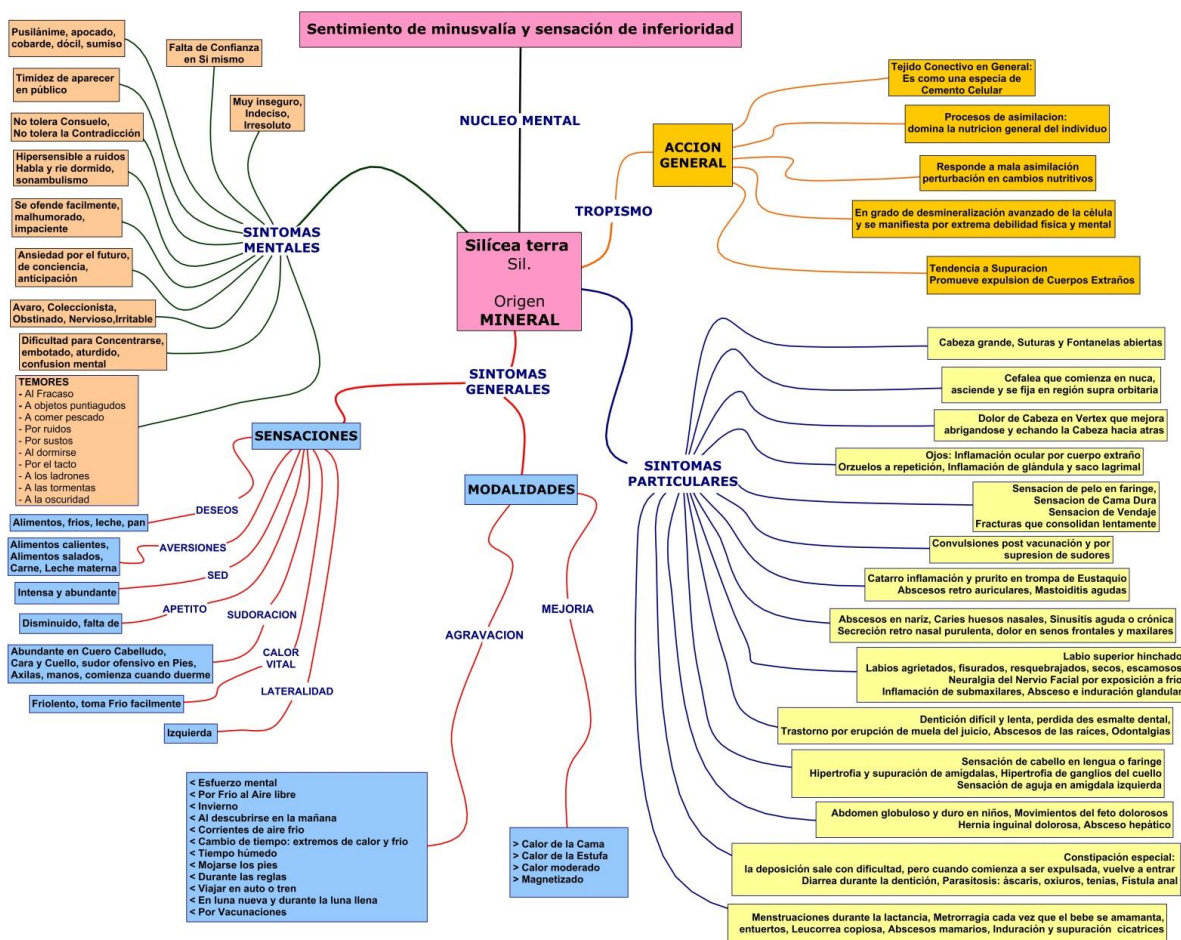 Sentimiento de minusvalía y sensación de inferioridad
NUCLEO MENTAL
Silícea terra
Sil.
Origen
MINERAL
SINTOMAS
MENTALES
Pusilánime, apocado,
cobarde, dócil, sumiso
Falta de Confianza
en Si mismo
Timidez de aparecer
en público
Muy inseguro,
Indeciso,
Irresoluto
No tolera Consuelo,
No tolera la Contradicción
Hipersensible a ruidos
Habla y rie dormido,
sonambulismo
Se ofende facilmente,
malhumorado,
impaciente
Ansiedad por el futuro,
de conciencia,
anticipación
Avaro, Coleccionista,
Obstinado, Nervioso,Irritable
Dificultad para Concentrarse,
embotado, aturdido,
confusion mental
TEMORES
- Al Fracaso
- A objetos puntiagudos
- A comer pescado
- Por ruidos
- Por sustos
- Al dormirse
- Por el tacto
- A los ladrones
- A las tormentas
- A la oscuridad
TROPISMO
ACCION
GENERAL
Tejido Conectivo en General:
Es como una especia de
Cemento Celular
Procesos de asimilacion:
domina la nutricion general del individuo
Responde a mala asimilación
perturbación en cambios nutritivos
En grado de desmineralización avanzado de la célula
y se manifiesta por extrema debilidad física y mental
Tendencia a Supuracion
Promueve expulsion de Cuerpos Extraños
SINTOMAS
GENERALES
SENSACIONES
DESEOS
Alimentos, frios, leche, pan
AVERSIONES
Alimentos calientes,
Alimentos salados,
Carne, Leche materna
SED
Intensa y abundante
APETITO
Disminuido, falta de
SUDORACION
Abundante en Cuero Cabelludo,
Cara y Cuello, sudor ofensivo en Pies,
Axilas, manos, comienza cuando duerme
CALOR
VITAL
Friolento, toma Frio facilmente
LATERALIDAD
Izquierda
MODALIDADES
AGRAVACION
< Esfuerzo mental
< Por Frio al Aire libre
< Invierno
< Al descubrirse en la mañana
< Corrientes de aire frio
< Cambio de tiempo: extremos de calor y frio
< Tiempo húmedo
< Mojarse los pies
< Durante las reglas
< Viajar en auto o tren
< En luna nueva y durante la luna llena
< Por Vacunaciones
MEJORIA
> Calor de la Cama
> Calor de la Estufa
> Calor moderado
> Magnetizado
SINTOMAS
PARTICULARES
Cabeza grande, Suturas y Fontanelas abiertas
Cefalea que comienza en nuca,
asciende y se fija en región supra orbitaria
Dolor de Cabeza en Vertex que mejora
abrigandose y echando la Cabeza hacia atras
Ojos: Inflamación ocular por cuerpo extraño
Orzuelos a repetición, Inflamación de glándula y saco lagrimal
Sensacion de pelo en faringe,
Sensacion de Cama Dura
Sensacion de Vendaje
Fracturas que consolidan lentamente
Convulsiones post vacunación y por
supresion de sudores
Catarro inflamación y prurito en trompa de Eustaquio
Abscesos retro auriculares, Mastoiditis agudas
Abscesos en nariz, Caries huesos nasales, Sinusitis aguda o crónica
Secreción retro nasal purulenta, dolor en senos frontales y maxilares
Labio superior hinchado
Labios agrietados, fisurados, resquebrajados, secos, escamosos
Neuralgia del Nervio Facial por exposición a frio
Inflamación de submaxilares, Absceso e induración glandular
Dentición dificil y lenta, perdida des esmalte dental,
Trastorno por erupción de muela del juicio, Abscesos de las raíces, Odontalgias
Sensación de cabello en lengua o faringe
Hipertrofia y supuración de amígdalas, Hipertrofia de ganglios del cuello
Sensación de aguja en amigdala izquierda
Abdomen globuloso y duro en niños, Movimientos del feto dolorosos
Hernia inguinal dolorosa, Absceso hepático
Constipación especial:
la deposición sale con dificultad, pero cuando comienza a ser expulsada, vuelve a entrar
Diarrea durante la dentición, Parasitosis: áscaris, oxiuros, tenias, Fistula anal
Menstruaciones durante la lactancia, Metrorragia cada vez que el bebe se amamanta,
entuertos, Leucorrea copiosa, Abscesos mamarios, Induración y supuración cicatrices